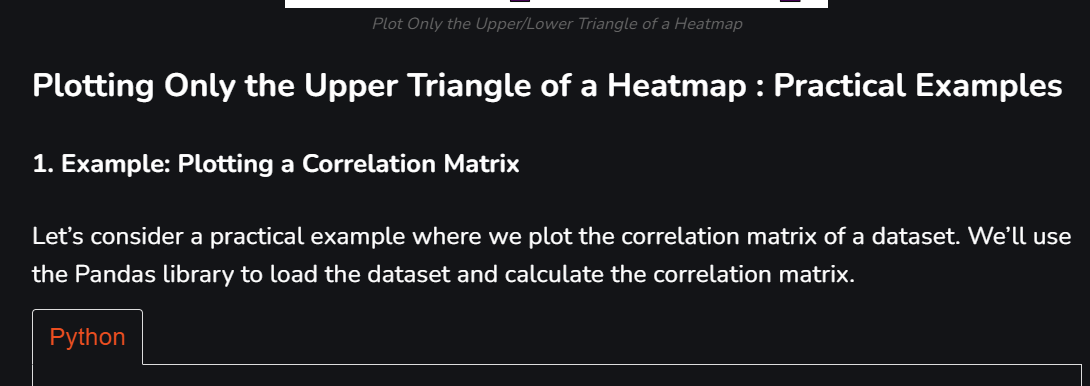 Plot Only the Upper/Lower Triangle of a Heatmap
Plotting Only the Upper Triangle of a Heatmap : Practical Examples
1. Example: Plotting a Correlation Matrix
Let’s consider a practical example where we plot the correlation matrix of a dataset. We’ll use
the Pandas library to load the dataset and calculate the correlation matrix.
Python